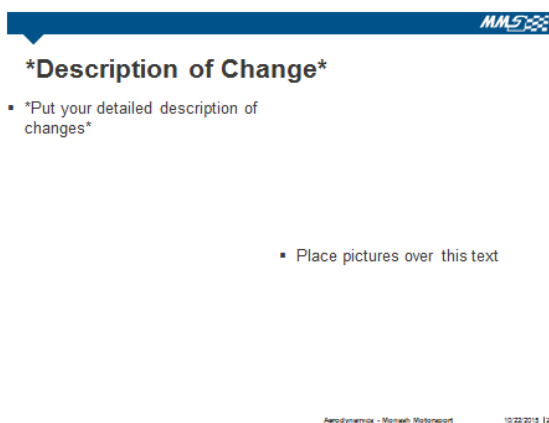 MMS
*Description of Change*
▪ *Put your detailed description of
changes*
▪ Place pictures over this text
Aerodynamics - Monash Motorsport 10/22/2015 |2